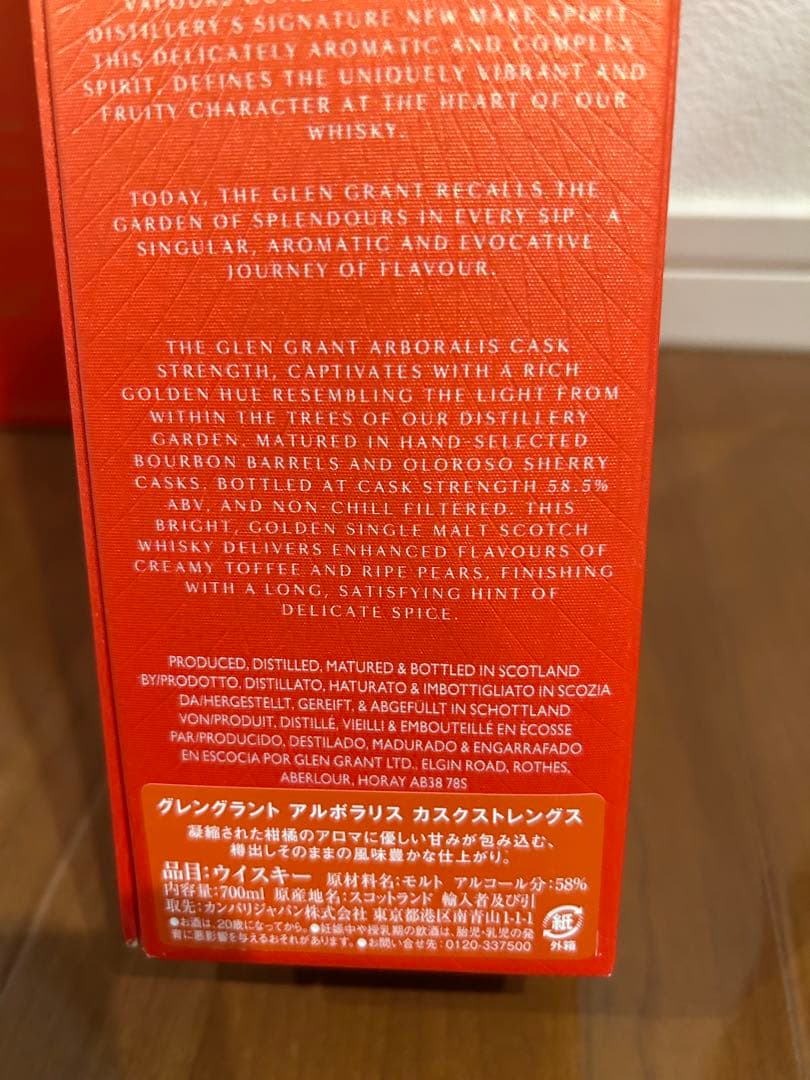 VAPOURS
DISTILLERY'S SIGNATURE NEW MAKE SPIRIT.
THIS DELICATELY AROMATIC AND COMPLEX
SPIRIT, DEFINES THE UNIQUELY VIBRANT AND
FRUITY CHARACTER AT THE HEART OF OUR
WHISKY.
TODAY, THE GLEN GRANT RECALLS THE
GARDEN OF SPLENDOURS IN EVERY SIP - A
SINGULAR, AROMATIC AND EVOCATIVE
JOURNEY OF FLAVOUR.
THE GLEN GRANT ARBORALIS CASK
STRENGTH, CAPTIVATES WITH A RICH
GOLDEN HUE RESEMBLING THE LIGHT FROM
WITHIN THE TREES OF OUR DISTILLERY
GARDEN. MATURED IN HAND-SELECTED
BOURBON BARRELS AND OLOROSO SHERRY
CASKS. BOTTLED AT CASK STRENGTH 58.5%
ABV, AND NON-CHILL FILTERED. THIS
BRIGHT, GOLDEN SINGLE MALT SCOTCH
WHISKY DELIVERS ENHANCED FLAVOURS OF
CREAMY TOFFEE AND RIPE PEARS, FINISHING
WITH A LONG, SATISFYING HINT OF
DELICATE SPICE.
PRODUCED, DISTILLED, MATURED & BOTTLED IN SCOTLAND
BY/PRODOTTO, DISTILLATO, HATURATO & IMBOTTIGLIATO IN SCOZIA
DA/HERGESTELLT, GEREIFT, & ABGEFÜLLT IN SCHOTTLAND
VON/PRODUIT, DISTILLÉ, VIEILLI & EMBOUTEILLÉ EN ÉCOSSE
PAR/PRODUCIDO, DESTILADO, MADURADO & ENGARRAFADO
EN ESCOCIA POR GLEN GRANT LTD., ELGIN ROAD, ROTHES,
ABERLOUR, HORAY AB38 7BS
グレングラント アルボラリス カスクストレングス
凝縮された柑橘のアロマに優しい甘みが包み込む、
樽出しそのままの風味豊かな仕上がり。
品目:ウイスキー 原材料名:モルト アルコール分:58%
内容量:700ml 原産地名:スコットランド 輸入者及び引
取先:カンパリジャパン株式会社 東京都港区南青山1-1-1
●お酒は、20歳になってから。●妊娠中や授乳期の飲酒は、胎児・乳児の発
育に悪影響を与えるおそれがあります。●お問い合せ先:0120-337500
紙
外箱